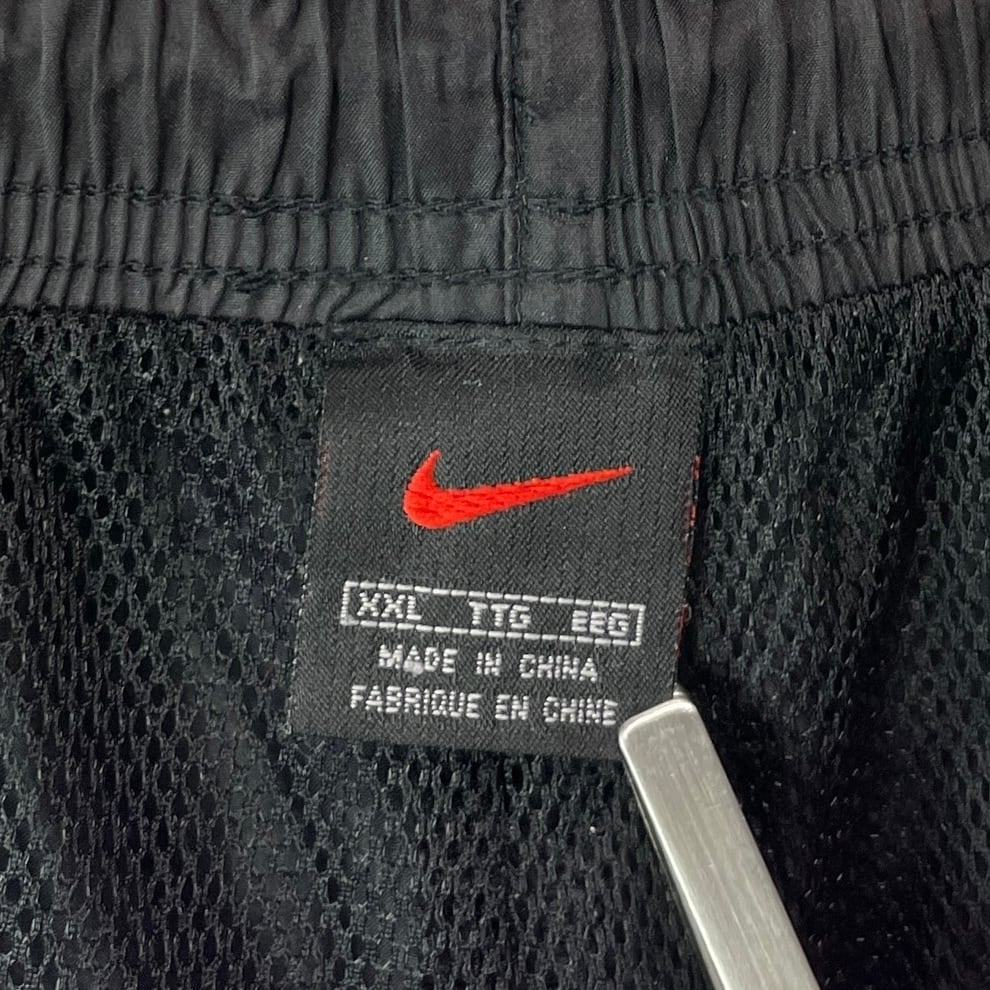 XXL TTG EEG
MADE IN CHINA
FABRIQUE EN CHINE